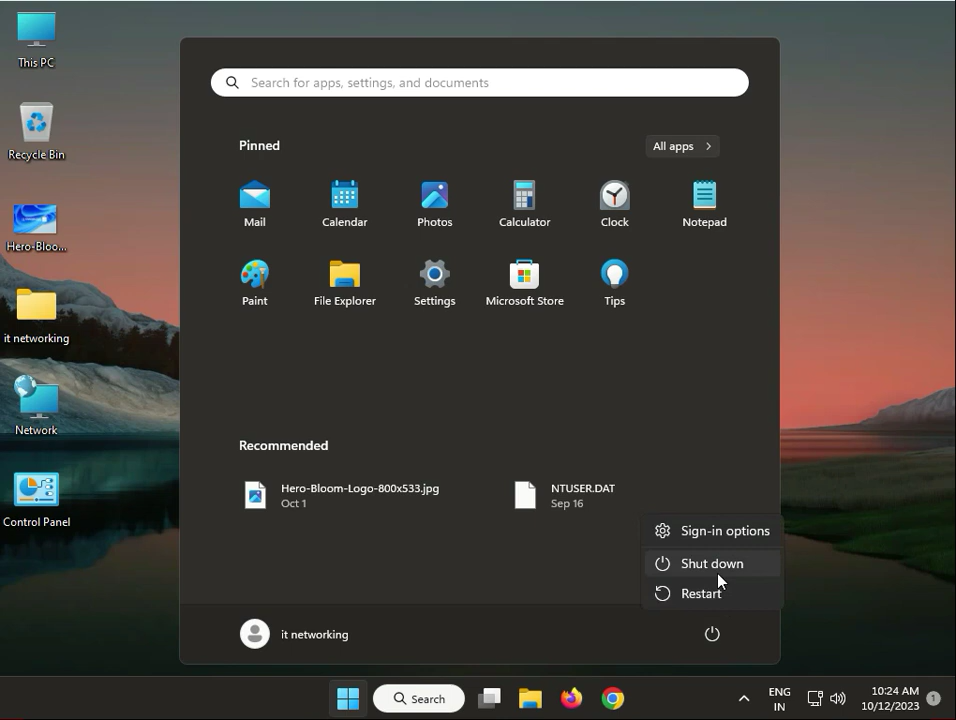 This PC
Recycle Bin
Hero-Bloo...
it networking
Network
Control Panel
Search for apps, settings, and documents
Pinned
All apps
Mail
Calendar
Photos
Calculator
Clock
Notepad
Paint
File Explorer
Settings
Microsoft Store
Tips
Recommended
Hero-Bloom-Logo-800x533.jpg
Oct 1
NTUSER.DAT
Sep 16
Sign-in options
Shut down
Restart
it networking
Search
ENG
IN
10:24 AM
10/12/2023
1